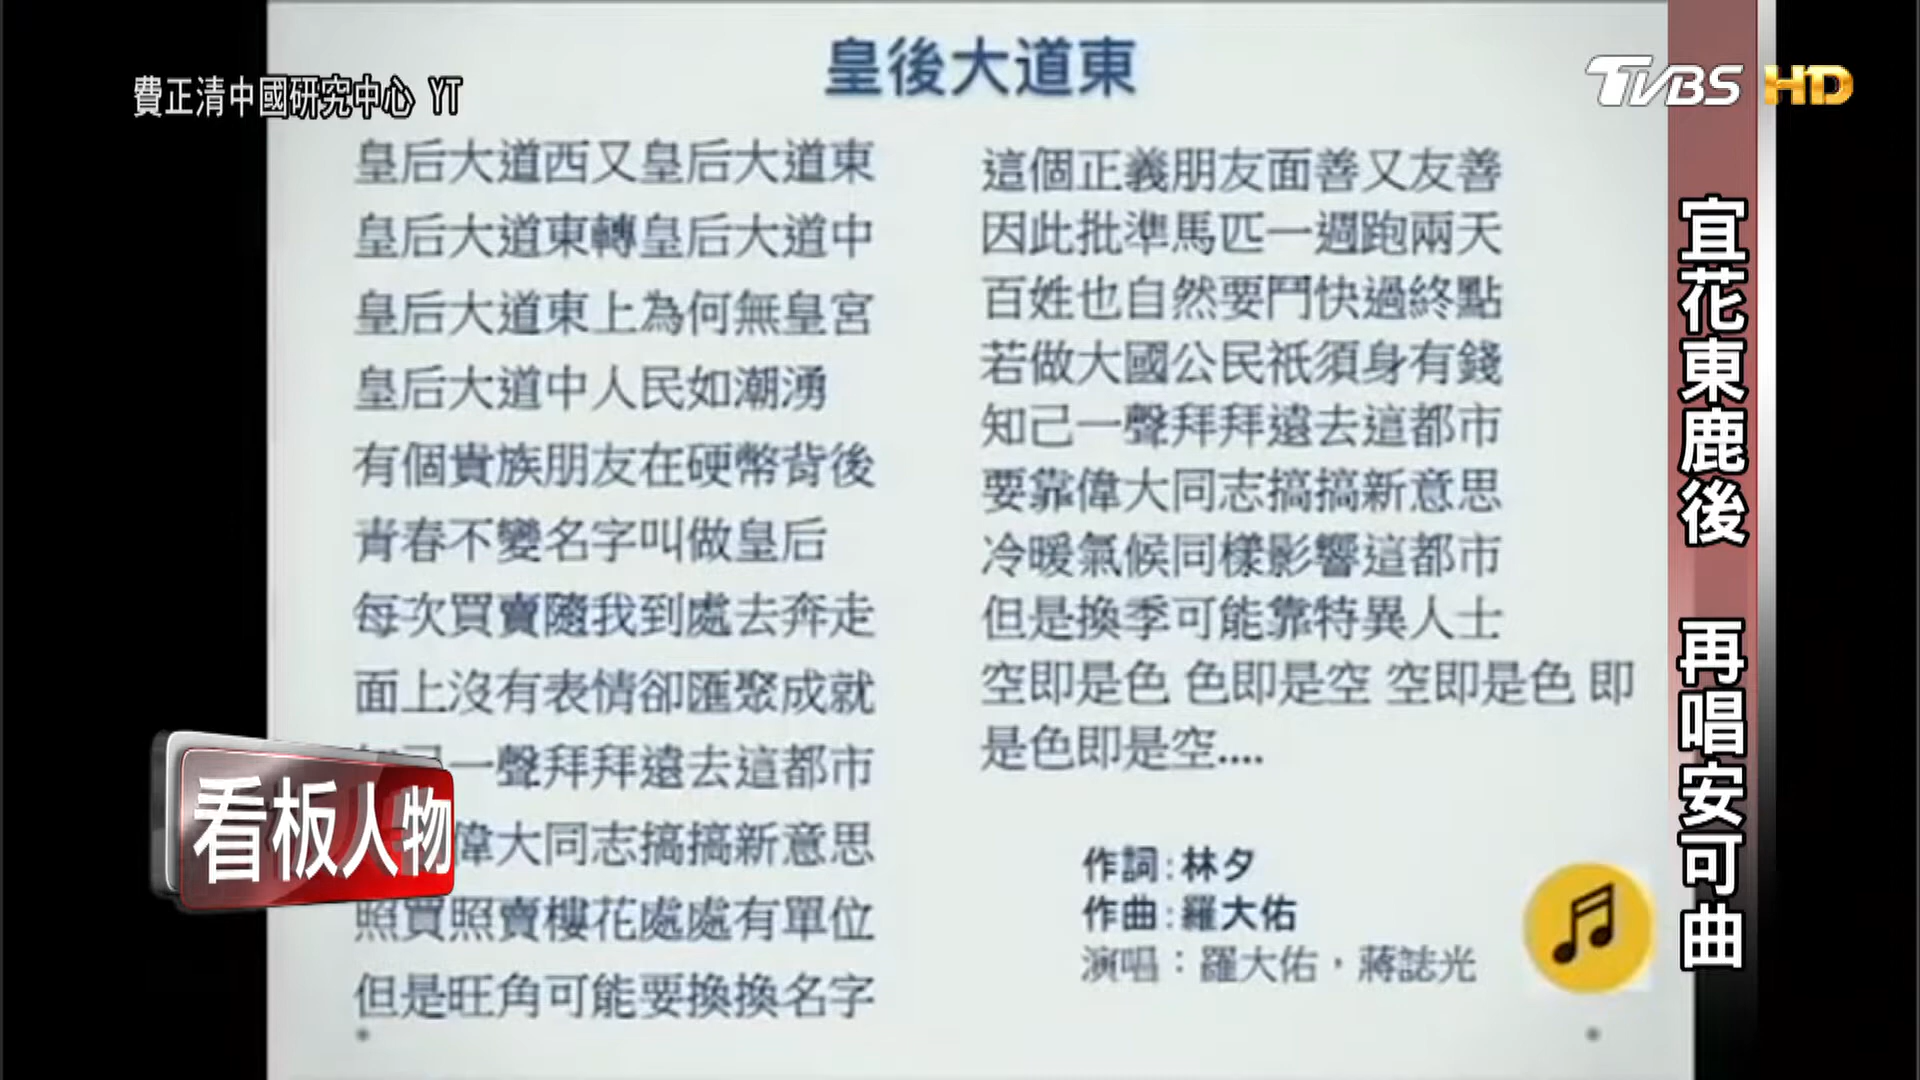 皇後大道東
費正清中國研究中心 YT
TVBS HD
皇后大道西又皇后大道東
皇后大道東轉皇后大道中
皇后大道東上為何無皇宮
皇后大道中人民如潮湧
有個貴族朋友在硬幣背後
青春不變名字叫做皇后
每次買賣隨我到處去奔走
面上沒有表情卻匯聚成就
知己一聲拜拜遠去這都市
偉大同志搞搞新意思
照買照賣樓花處處有單位
但是旺角可能要換換名字
這個正義朋友面善又友善
因此批準馬匹一週跑兩天
百姓也自然要鬥快過終點
若做大國公民祇須身有錢
知己一聲拜拜遠去這都市
要靠偉大同志搞搞新意思
冷暖氣候同樣影響這都市
但是換季可能靠特異人士
空即是色 色即是空 空即是色 即
是色即是空....
作詞:林夕
作曲:羅大佑
演唱：羅大佑，蔣誌光
看板人物
宜花東鹿後 再唱安可曲